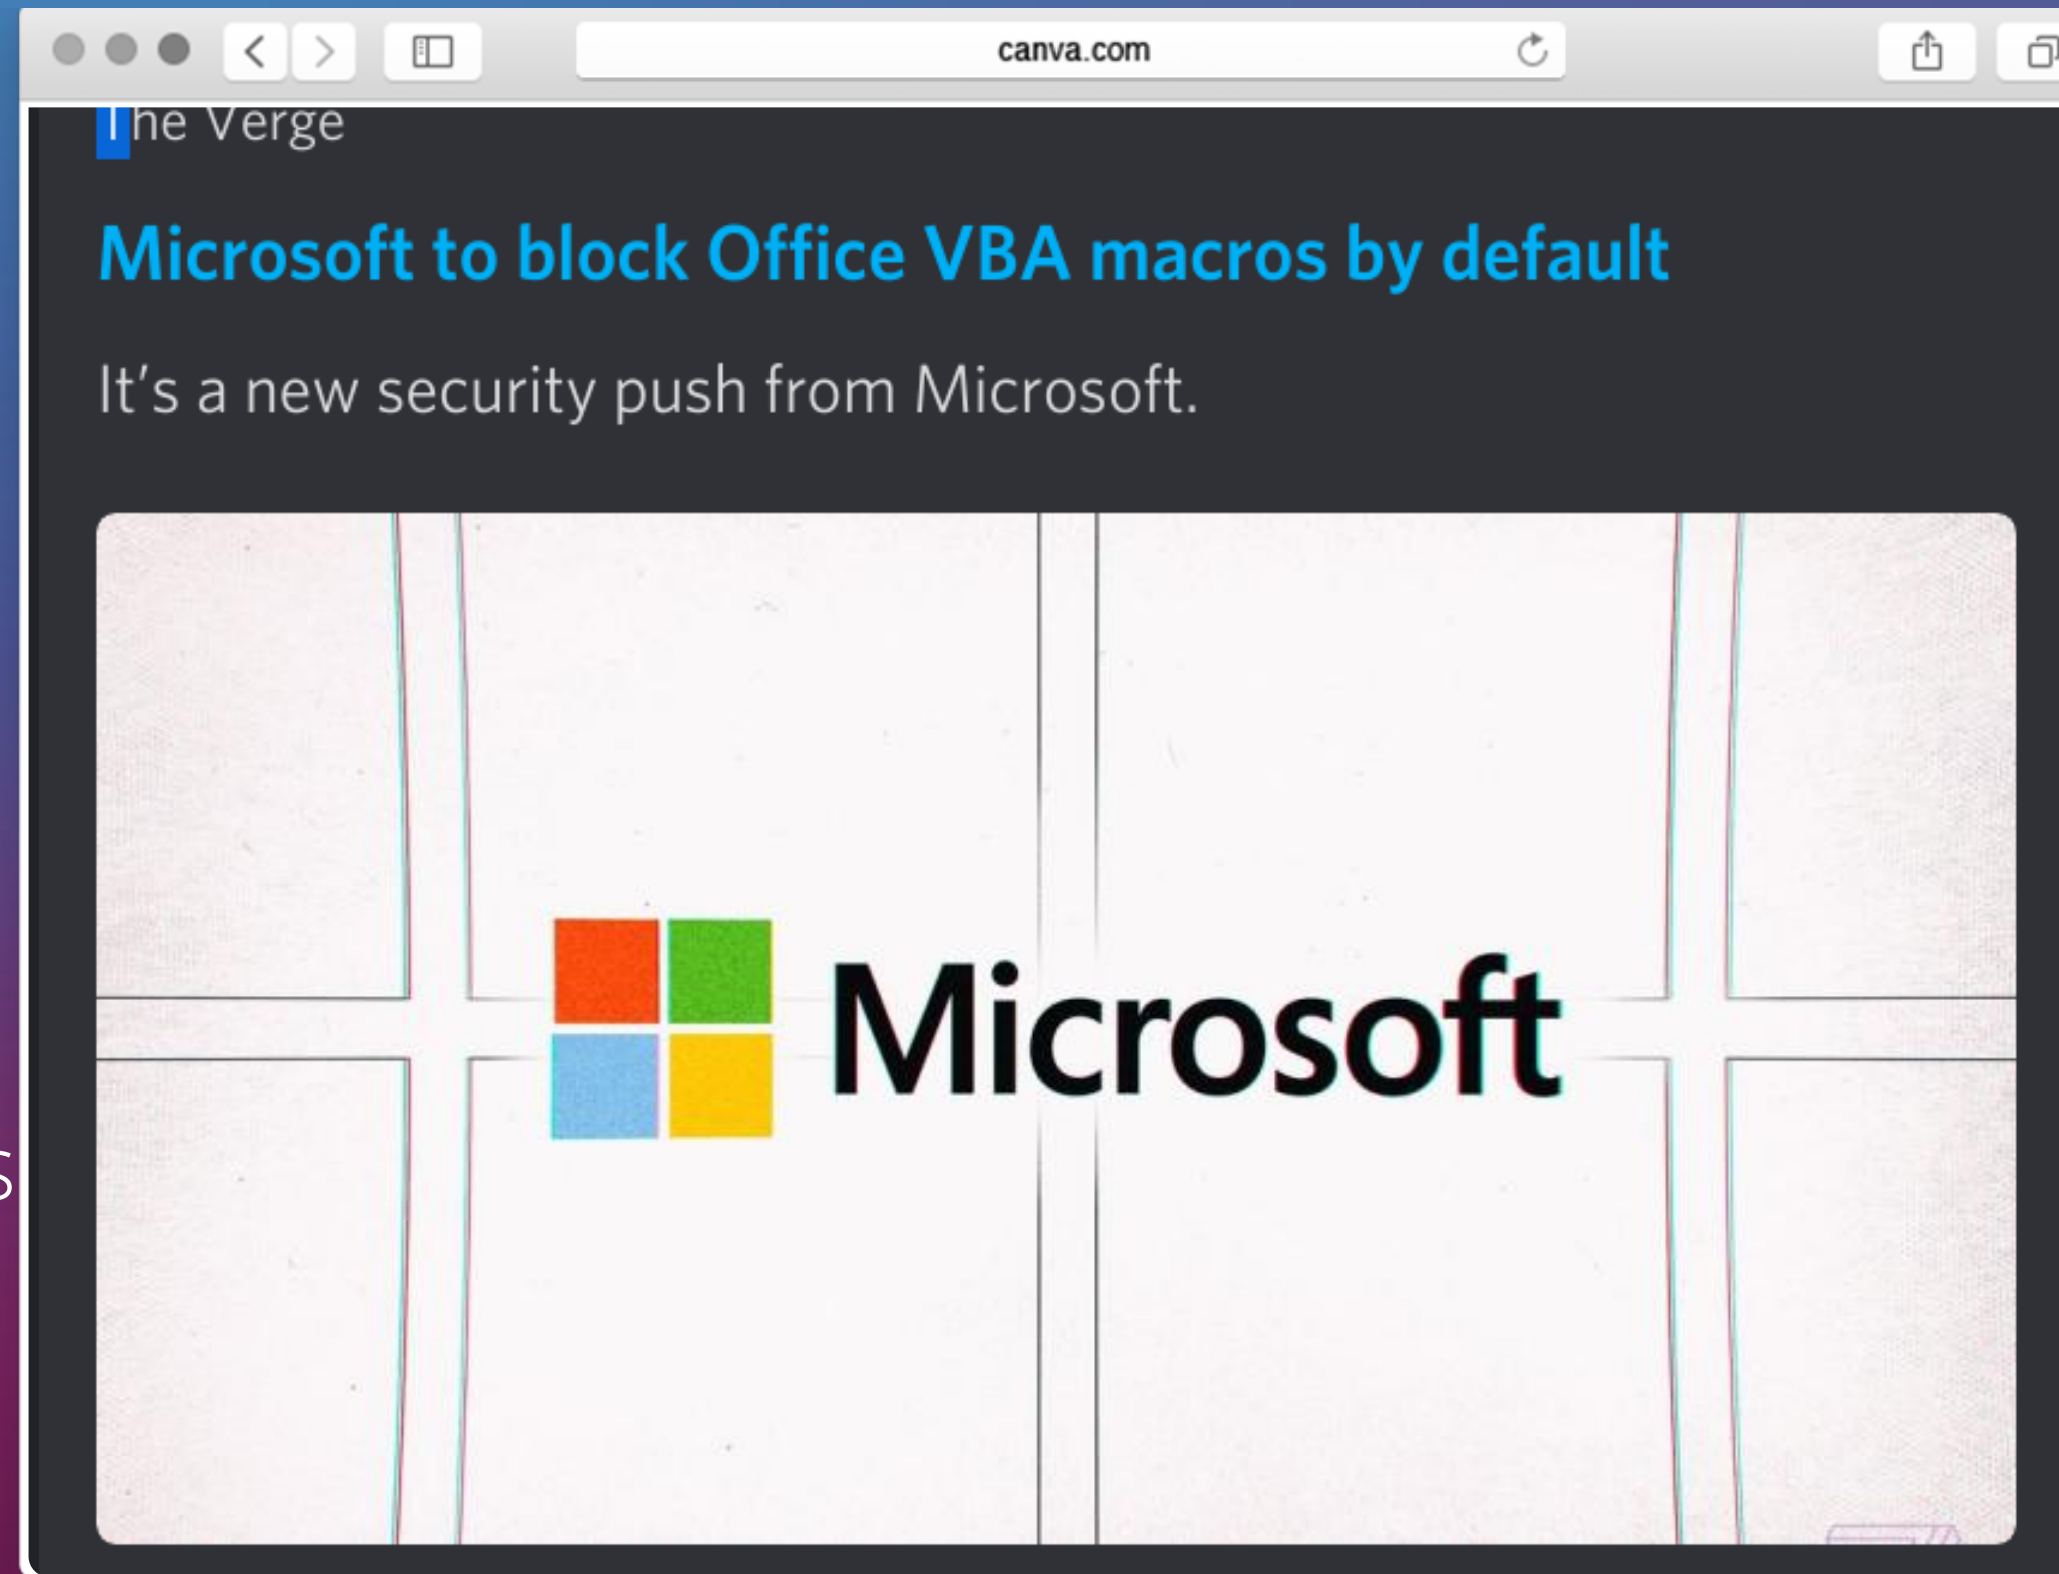 canva.com
The Verge
Microsoft to block Office VBA macros by default
It's a new security push from Microsoft.
Microsoft
s